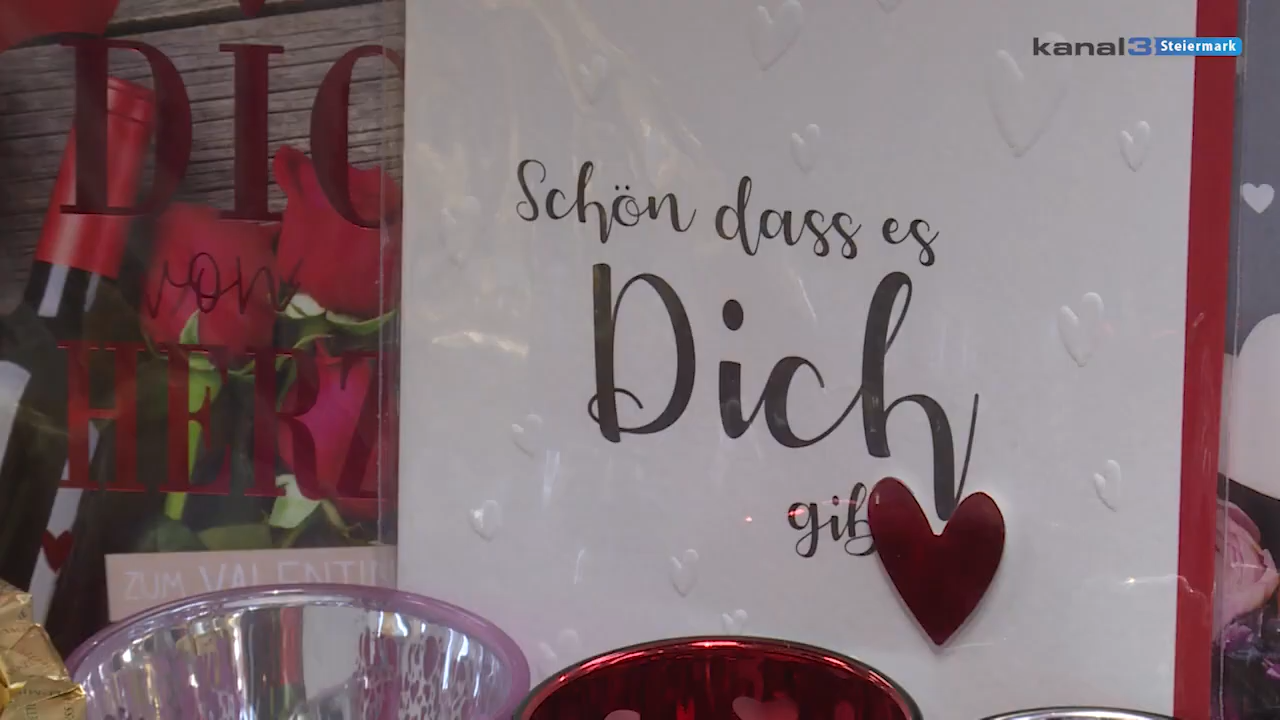 kanal3 Steiermark
DIC
von
HERZ
ZUM VALENTI
Schön dass es
Dich
gib